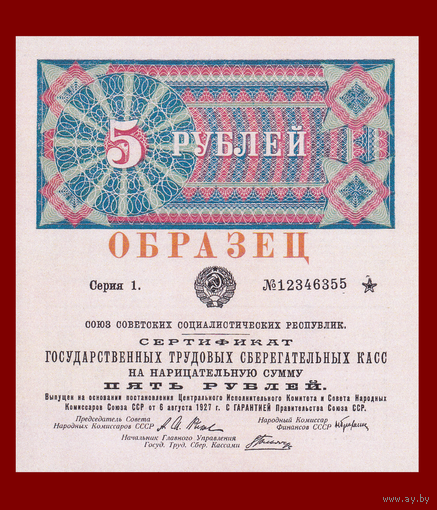 5 РУБЛЕЙ
ОБРАЗЕЦ
Серия 1. №12346355
СОЮЗ СОВЕТСКИХ СОЦИАЛИСТИЧЕСКИХ РЕСПУБЛИК.
СЕРТИФИКАТ
ГОСУДАРСТВЕННЫХ ТРУДОВЫХ СБЕРЕГАТЕЛЬНЫХ КАСС
НА НАРИЦАТЕЛЬНУЮ СУММУ
ПЯТЬ РУБЛЕЙ.
Выпущен на основании постановления Центрального Исполнительного Комитета и Совета Народных
Комиссаров Союза ССР от 6 августа 1927 г. С ГАРАНТИЕЙ Правительства Союза ССР.
Председатель Совета
Народных Комиссаров СССР
Народный Комиссар
Финансов СССР
Начальник Главного Управления
Госуд. Труд. Сбер. Кассами
www.ay.by